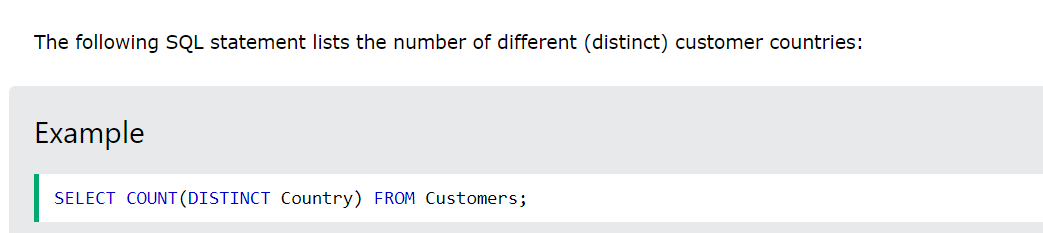 The following SQL statement lists the number of different (distinct) customer countries:
Example
SELECT COUNT(DISTINCT Country) FROM Customers;